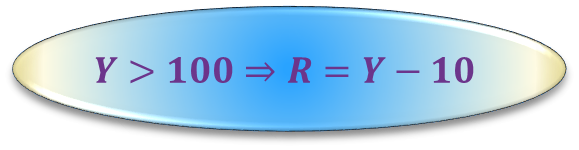 Y > 100 ⇒ R = Y − 10